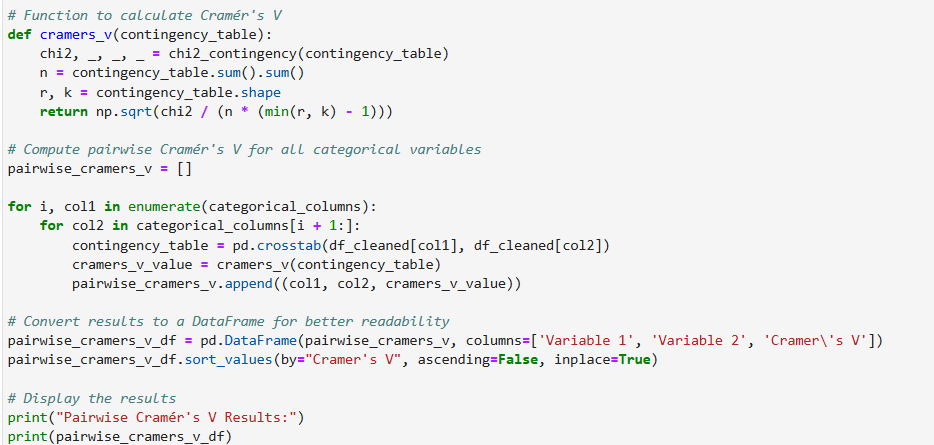 # Function to calculate Cramér's V
def cramers_v(contingency_table):
    chi2, _, _, _ = chi2_contingency(contingency_table)
    n = contingency_table.sum().sum()
    r, k = contingency_table.shape
    return np.sqrt(chi2 / (n * (min(r, k) - 1)))

# Compute pairwise Cramér's V for all categorical variables
pairwise_cramers_v = []

for i, col1 in enumerate(categorical_columns):
    for col2 in categorical_columns[i + 1:]:
        contingency_table = pd.crosstab(df_cleaned[col1], df_cleaned[col2])
        cramers_v_value = cramers_v(contingency_table)
        pairwise_cramers_v.append((col1, col2, cramers_v_value))

# Convert results to a DataFrame for better readability
pairwise_cramers_v_df = pd.DataFrame(pairwise_cramers_v, columns=['Variable 1', 'Variable 2', 'Cramer\'s V'])
pairwise_cramers_v_df.sort_values(by="Cramer's V", ascending=False, inplace=True)

# Display the results
print("Pairwise Cramér's V Results:")
print(pairwise_cramers_v_df)